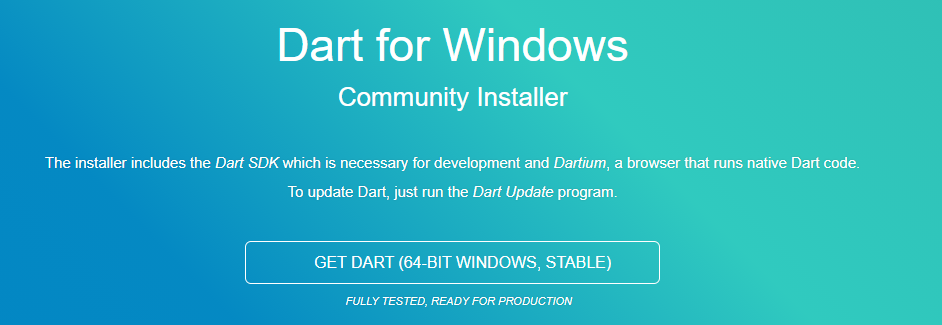 Dart for Windows
Community Installer
The installer includes the Dart SDK which is necessary for development and Dartium, a browser that runs native Dart code.
To update Dart, just run the Dart Update program.
GET DART (64-BIT WINDOWS, STABLE)
FULLY TESTED, READY FOR PRODUCTION